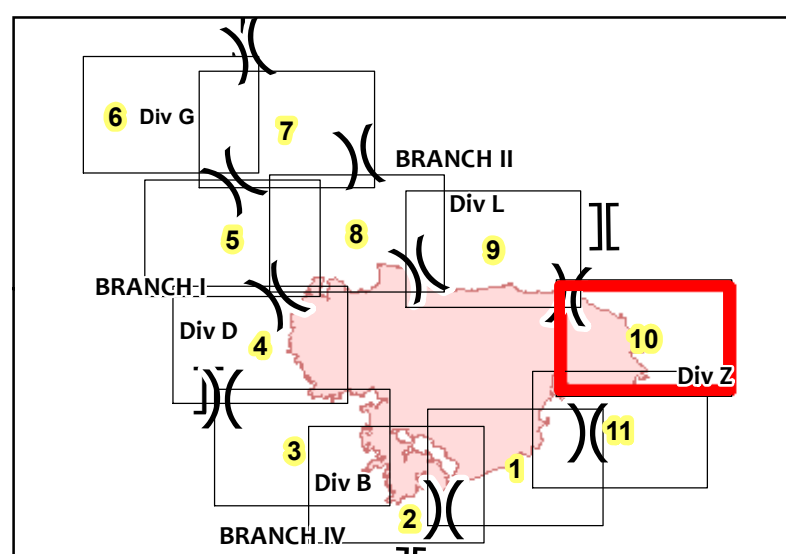 6
Div G
7
BRANCH II
Div L
5
8
9
BRANCH I
Div D
4
10
Div Z
3
11
Div B
1
2
BRANCH IV